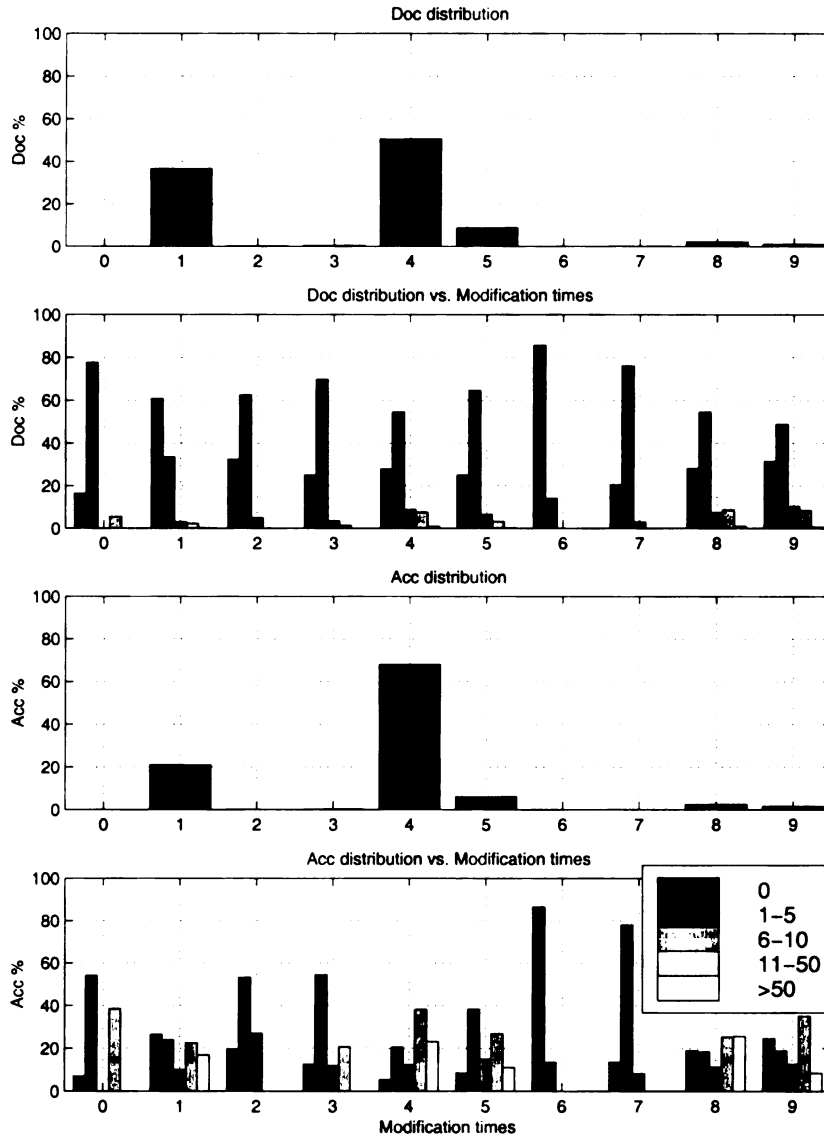 Doc distribution
100
80
60
40
20
0
Doc %
0 1 2 3 4 5 6 7 8 9
Doc distribution vs. Modification times
100
80
60
40
20
0
Doc %
0 1 2 3 4 5 6 7 8 9
Acc distribution
100
80
60
40
20
0
Acc %
0 1 2 3 4 5 6 7 8 9
Acc distribution vs. Modification times
100
80
60
40
20
0
Acc %
0
1-5
6-10
11-50
>50
0 1 2 3 4 5 6 7 8 9
Modification times